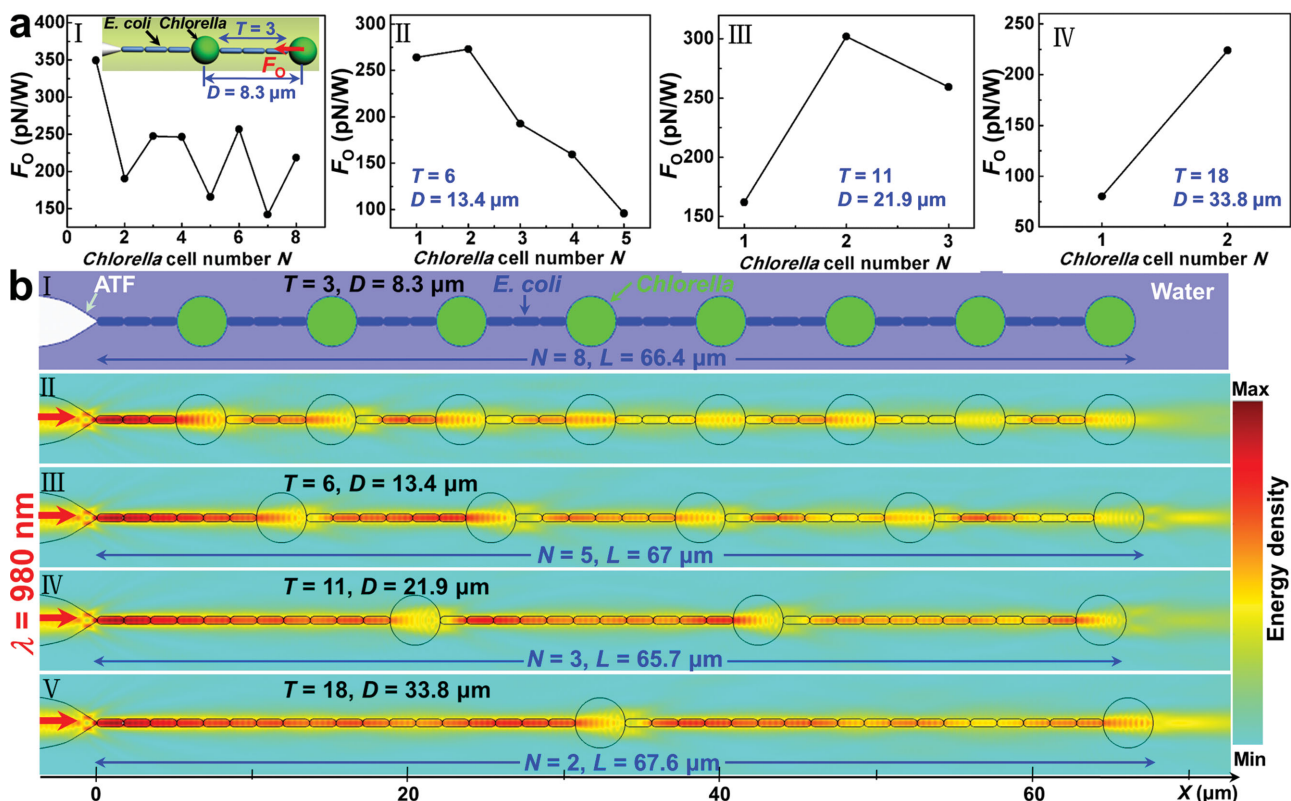 a
I
E. coli Chlorella
T = 3
F_O
D = 8.3 μm
F_O (pN/W)
400
350
300
250
200
150
0 2 4 6 8
Chlorella cell number N
II
F_O (pN/W)
300
250
200
150
100
T = 6
D = 13.4 μm
1 2 3 4 5
Chlorella cell number N
III
F_O (pN/W)
300
250
200
150
T = 11
D = 21.9 μm
1 2 3
Chlorella cell number N
IV
F_O (pN/W)
250
200
150
100
50
T = 18
D = 33.8 μm
1 2
Chlorella cell number N
b
I
ATF
T = 3, D = 8.3 μm
E. coli
Chlorella
Water
N = 8, L = 66.4 μm
II
III
T = 6, D = 13.4 μm
N = 5, L = 67 μm
IV
T = 11, D = 21.9 μm
N = 3, L = 65.7 μm
V
T = 18, D = 33.8 μm
N = 2, L = 67.6 μm
λ = 980 nm
Max
Energy density
Min
0 20 40 60 X (μm)